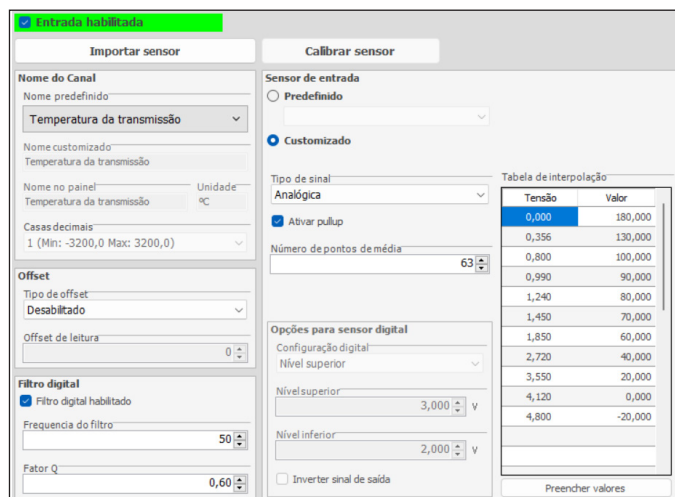 Entrada habilitada
Importar sensor
Calibrar sensor
Nome do Canal
Nome predefinido
Temperatura da transmissão
Nome customizado
Temperatura da transmissão
Nome no painel
Unidade
Temperatura da transmissão
ºC
Casas decimais
1 (Min: -3200,0 Max: 3200,0)
Offset
Tipo de offset
Desabilitado
Offset de leitura
0
Filtro digital
Filtro digital habilitado
Frequencia do filtro
50
Fator Q
0,60
Sensor de entrada
Predefinido
Customizado
Tipo de sinal
Analógica
Ativar pullup
Número de pontos de média
63
Opções para sensor digital
Configuração digital
Nível superior
Nível superior
3,000 V
Nível inferior
2,000 V
Inverter sinal de saída
Tabela de interpolação
Tensão Valor
0,000 180,000
0,356 130,000
0,800 100,000
0,990 90,000
1,240 80,000
1,450 70,000
1,850 60,000
2,720 40,000
3,550 20,000
4,120 0,000
4,800 -20,000
Preencher valores